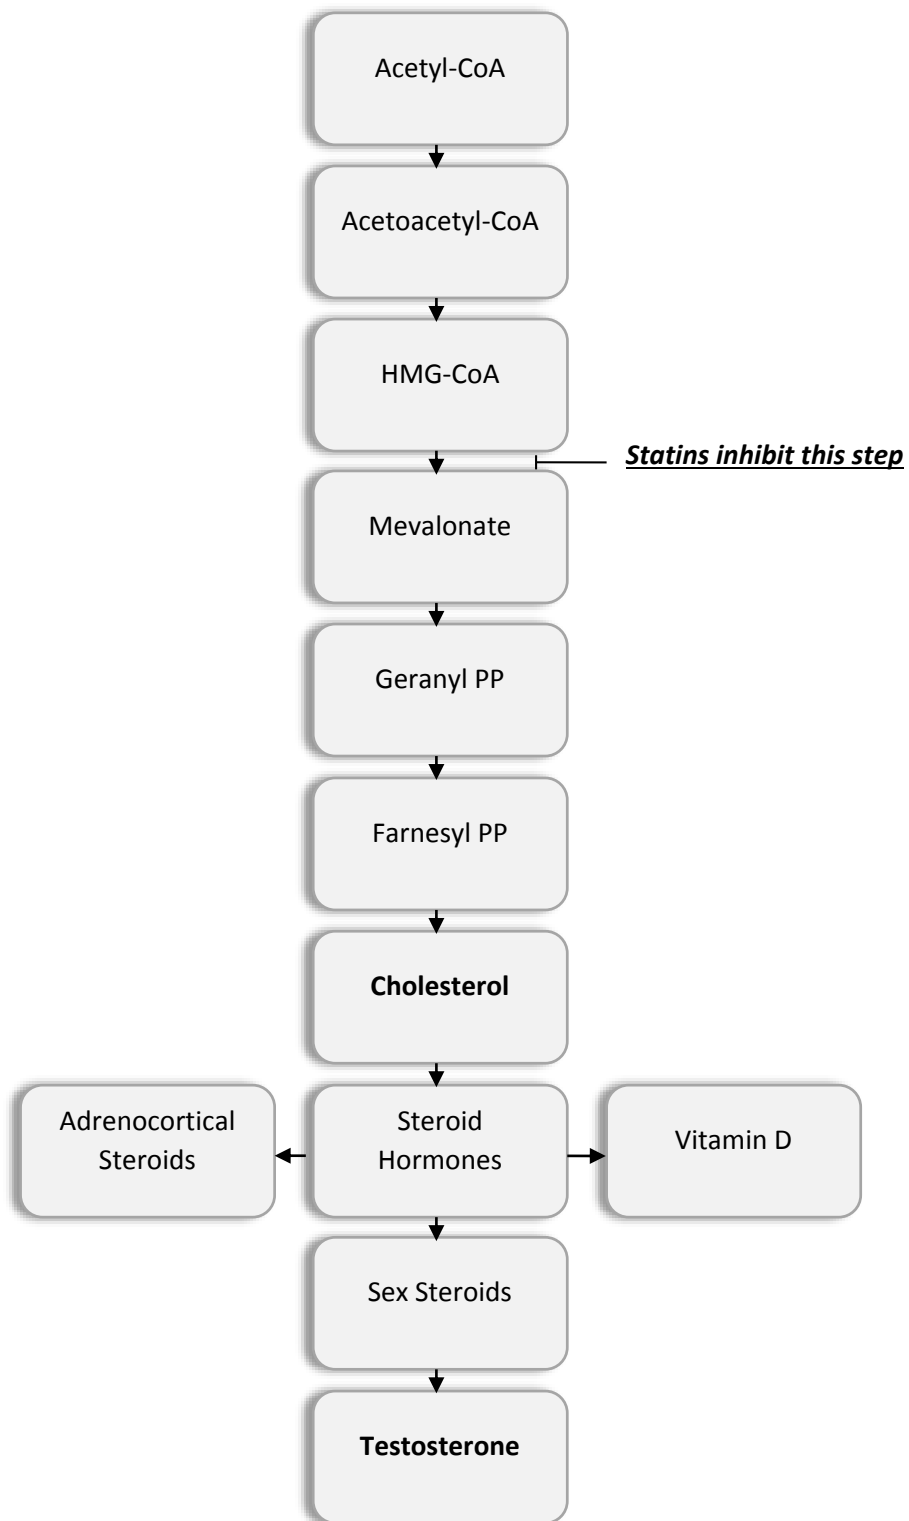 Acetyl-CoA
Acetoacetyl-CoA
HMG-CoA
Statins inhibit this step
Mevalonate
Geranyl PP
Farnesyl PP
Cholesterol
Adrenocortical
Steroids
Steroid
Hormones
Vitamin D
Sex Steroids
Testosterone